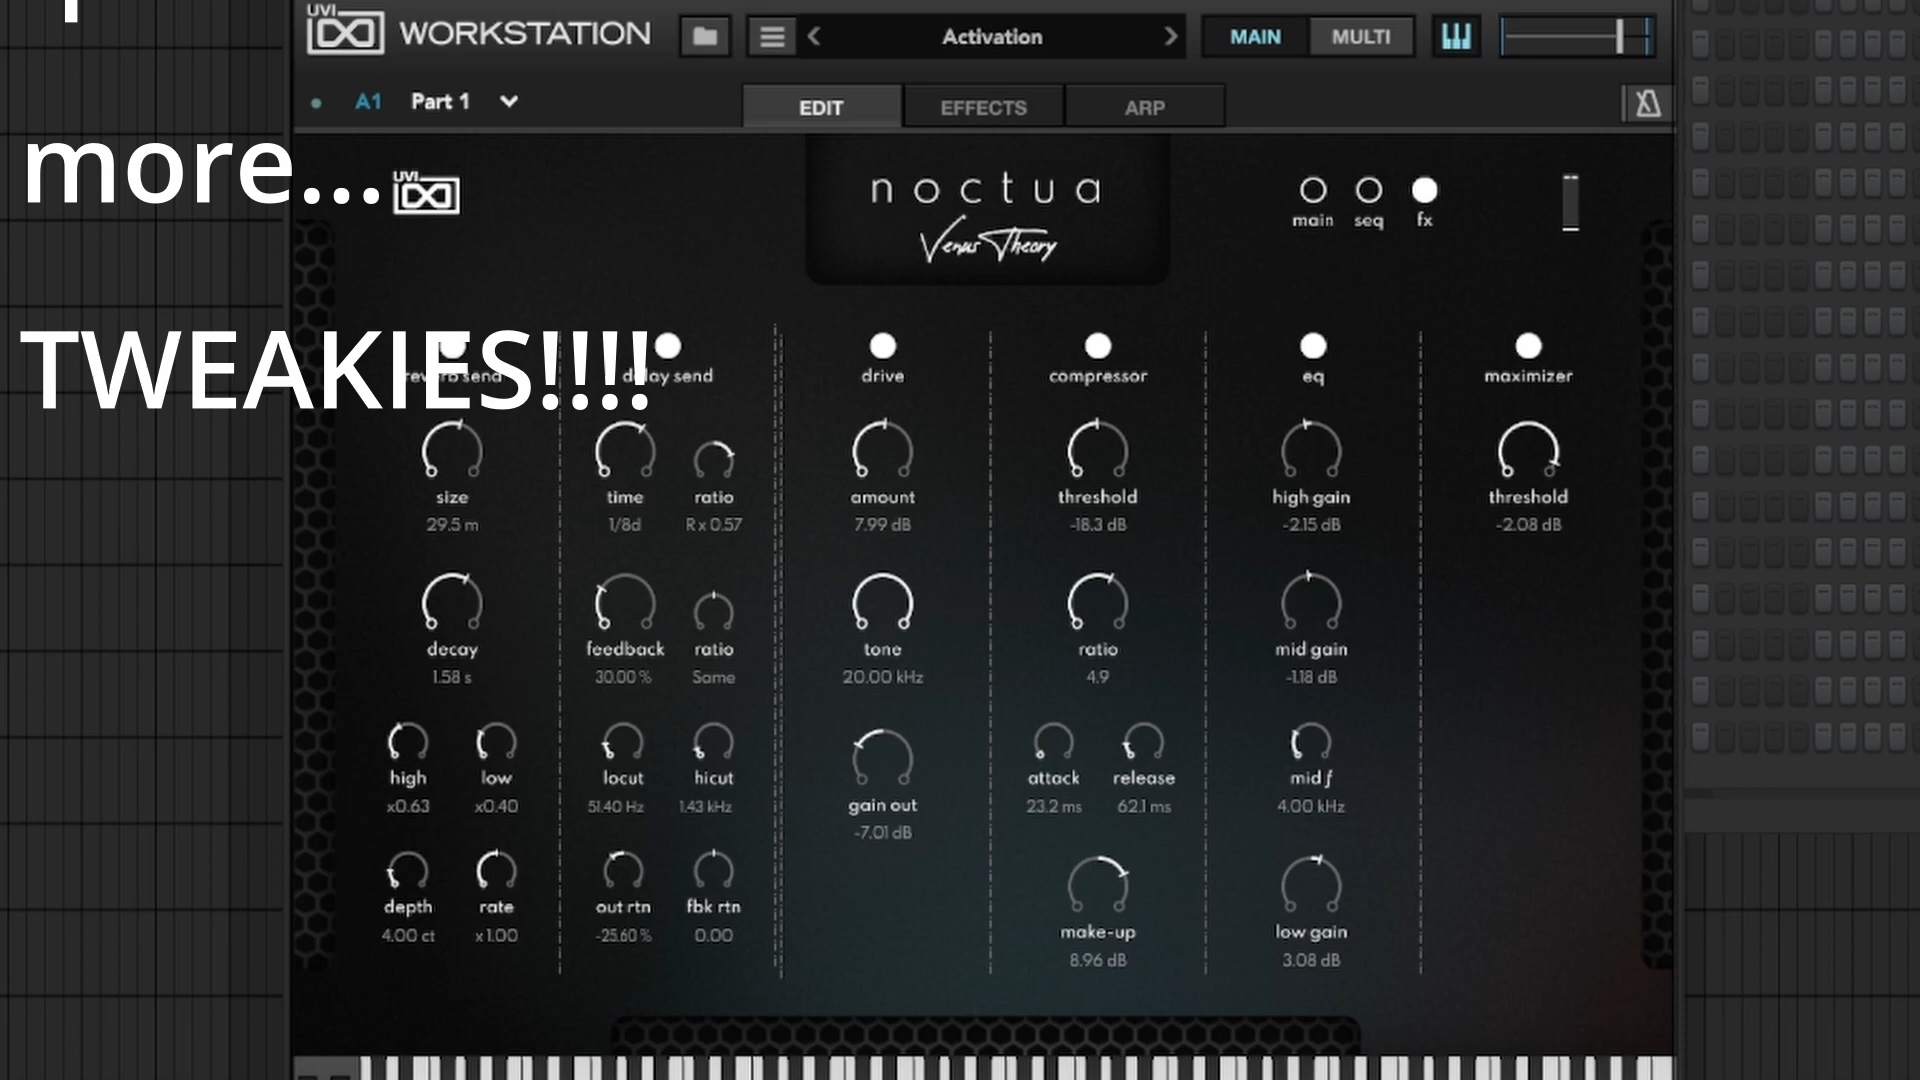 UVI
WORKSTATION
Activation
MAIN MULTI
A1 Part 1
EDIT EFFECTS ARP
more...
UVI
noctua
Venus Theory
main seq fx
TWEAKIES!!!!
reverb send delay send drive compressor eq maximizer
size time ratio amount threshold high gain threshold
29.5 m 1/8d R x 0.57 7.99 dB -18.3 dB -2.15 dB -2.08 dB
decay feedback ratio tone ratio mid gain
1.58 s 30.00 % Same 20.00 kHz 4.9 -1.18 dB
high low locut hicut attack release mid f
x0.63 x0.40 51.40 Hz 1.43 kHz 23.2 ms 62.1 ms 4.00 kHz
gain out
-7.01 dB
depth rate out rtn fbk rtn
4.00 ct x 1.00 -25.60 % 0.00
make-up low gain
8.96 dB 3.08 dB